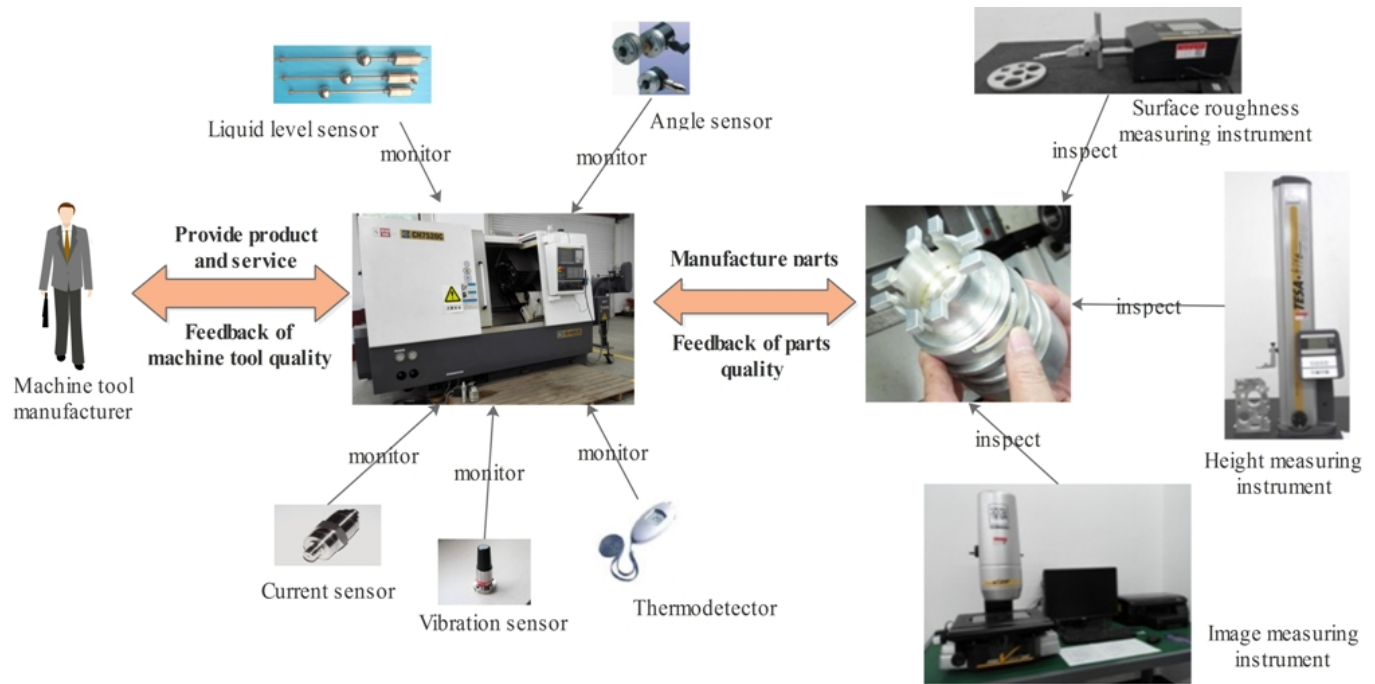 Liquid level sensor
monitor
Angle sensor
monitor
Surface roughness
measuring instrument
inspect
Provide product
and service
Feedback of
machine tool quality
Machine tool
manufacturer
CH7520C
Manufacture parts
Feedback of parts
quality
inspect
TESA
Height measuring
instrument
inspect
monitor
Current sensor
monitor
Vibration sensor
monitor
Thermodetector
Image measuring
instrument